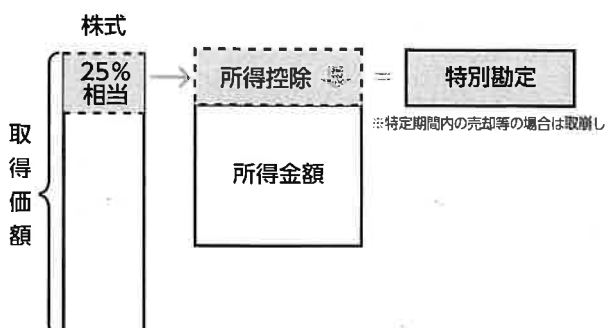 株式
25%
相当
所得控除
=
特別勘定
※特定期間内の売却等の場合は取崩し
所得金額
取得価額